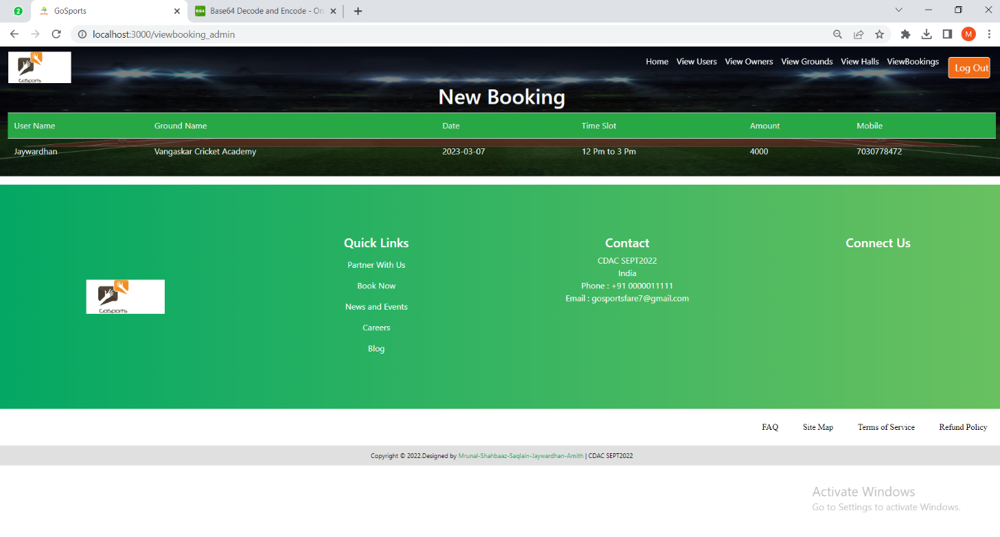 2
GoSports
B64
Base64 Decode and Encode - On
localhost:3000/viewbooking_admin
M
GoSports
Home View Users View Owners View Grounds View Halls ViewBookings Log Out
New Booking
User Name Ground Name Date Time Slot Amount Mobile
Jaywardhan Vangaskar Cricket Academy 2023-03-07 12 Pm to 3 Pm 4000 7030778472
GoSports
Quick Links
Partner With Us
Book Now
News and Events
Careers
Blog
Contact
CDAC SEPT2022
India
Phone : +91 0000011111
Email : gosportsfare7@gmail.com
Connect Us
FAQ Site Map Terms of Service Refund Policy
Copyright © 2022.Designed by Mrunal-Shahbaaz-Saqlain-Jaywardhan-Amith | CDAC SEPT2022
Activate Windows
Go to Settings to activate Windows.